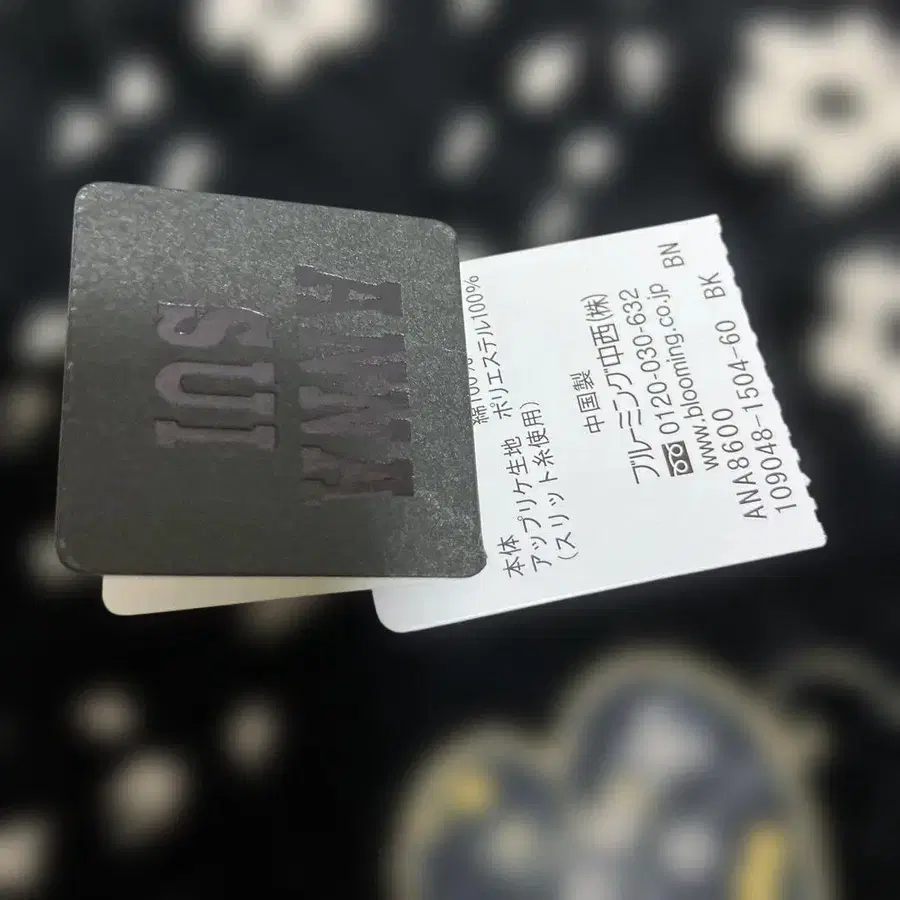 ANNA
SUI
本体
綿100%
アップリケ生地
ポリエステル100%
(スリット糸使用)
中国製
ブルーミング中西(株)
0120-030-632
www.blooming.co.jp
ANA8600 BK BN
109048-1504-60